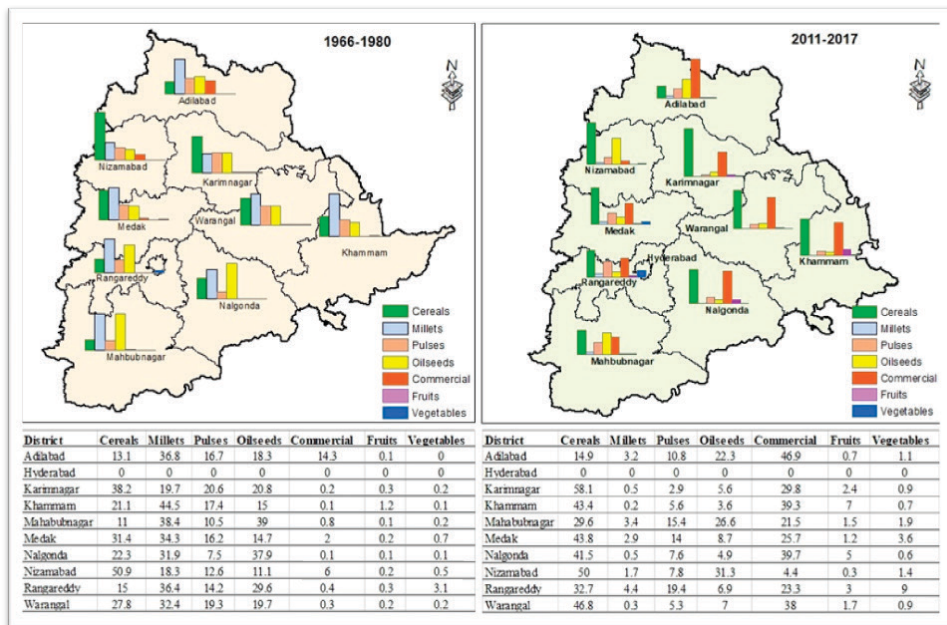 1966-1980
N
Adilabad
Nizamabad
Karimnagar
Medak
Warangal
Khammam
Rangareddy
Nalgonda
Mahbubnagar
Cereals
Millets
Pulses
Oilseeds
Commercial
Fruits
Vegetables
2011-2017
N
Adilabad
Nizamabad
Karimnagar
Medak
Warangal
Hyderabad
Khammam
Rangareddy
Nalgonda
Mahbubnagar
Cereals
Millets
Pulses
Oilseeds
Commercial
Fruits
Vegetables
District Cereals Millets Pulses Oilseeds Commercial Fruits Vegetables
Adilabad 13.1 36.8 16.7 18.3 14.3 0.1 0
Hyderabad 0 0 0 0 0 0 0
Karimnagar 38.2 19.7 20.6 20.8 0.2 0.3 0.2
Khammam 21.1 44.5 17.4 15 0.1 1.2 0.1
Mahabubnagar 11 38.4 10.5 39 0.8 0.1 0.2
Medak 31.4 34.3 16.2 14.7 2 0.2 0.7
Nalgonda 22.3 31.9 7.5 37.9 0.1 0.1 0.1
Nizamabad 50.9 18.3 12.6 11.1 6 0.2 0.5
Rangareddy 15 36.4 14.2 29.6 0.4 0.3 3.1
Warangal 27.8 32.4 19.3 19.7 0.3 0.2 0.2
District Cereals Millets Pulses Oilseeds Commercial Fruits Vegetables
Adilabad 14.9 3.2 10.8 22.3 46.9 0.7 1.1
Hyderabad 0 0 0 0 0 0 0
Karimnagar 58.1 0.5 2.9 5.6 29.8 2.4 0.9
Khammam 43.4 0.2 5.6 3.6 39.3 7 0.7
Mahabubnagar 29.6 3.4 15.4 26.6 21.5 1.5 1.9
Medak 43.8 2.9 14 8.7 25.7 1.2 3.6
Nalgonda 41.5 0.5 7.6 4.9 39.7 5 0.6
Nizamabad 50 1.7 7.8 31.3 4.4 0.3 1.4
Rangareddy 32.7 4.4 19.4 6.9 23.3 3 9
Warangal 46.8 0.3 5.3 7 38 1.7 0.9